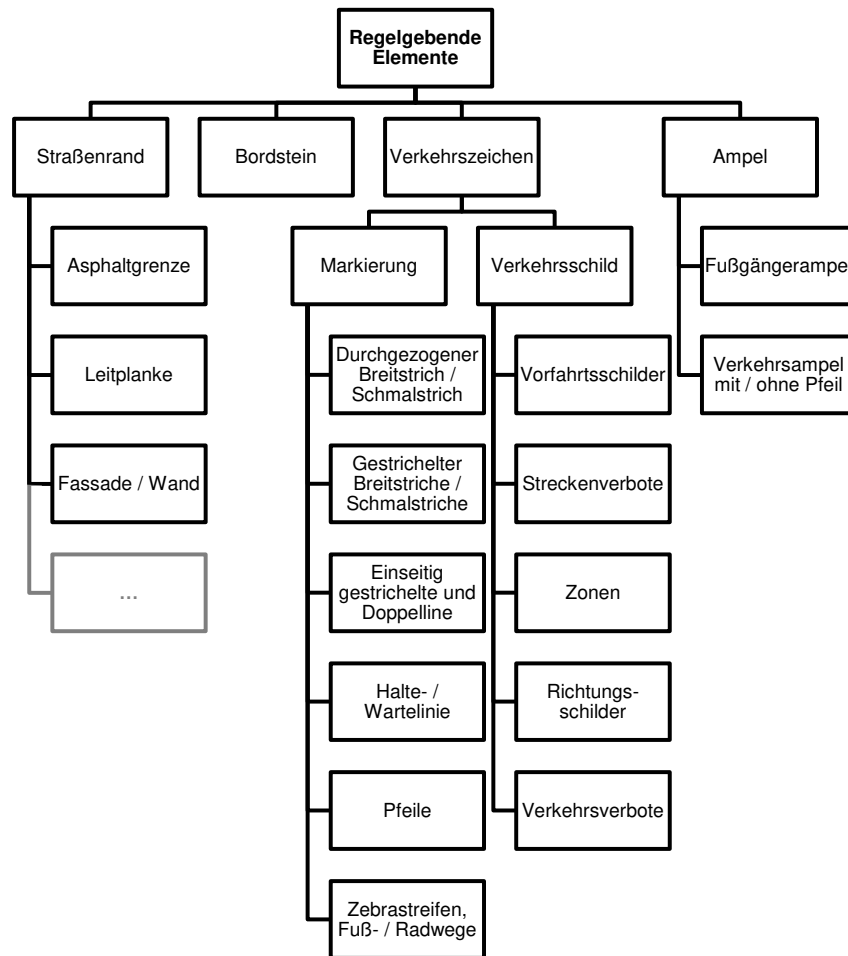 Regelgebende
Elemente
Straßenrand
Bordstein
Verkehrszeichen
Ampel
Asphaltgrenze
Leitplanke
Fassade / Wand
...
Markierung
Verkehrsschild
Durchgezogener
Breitstrich /
Schmalstrich
Gestrichelter
Breitstriche /
Schmalstriche
Einseitig
gestrichelte und
Doppelline
Halte- /
Wartelinie
Pfeile
Zebrastreifen,
Fuß- / Radwege
Vorfahrtsschilder
Streckenverbote
Zonen
Richtungs-
schilder
Verkehrsverbote
Fußgängerampel
Verkehrsampel
mit / ohne Pfeil